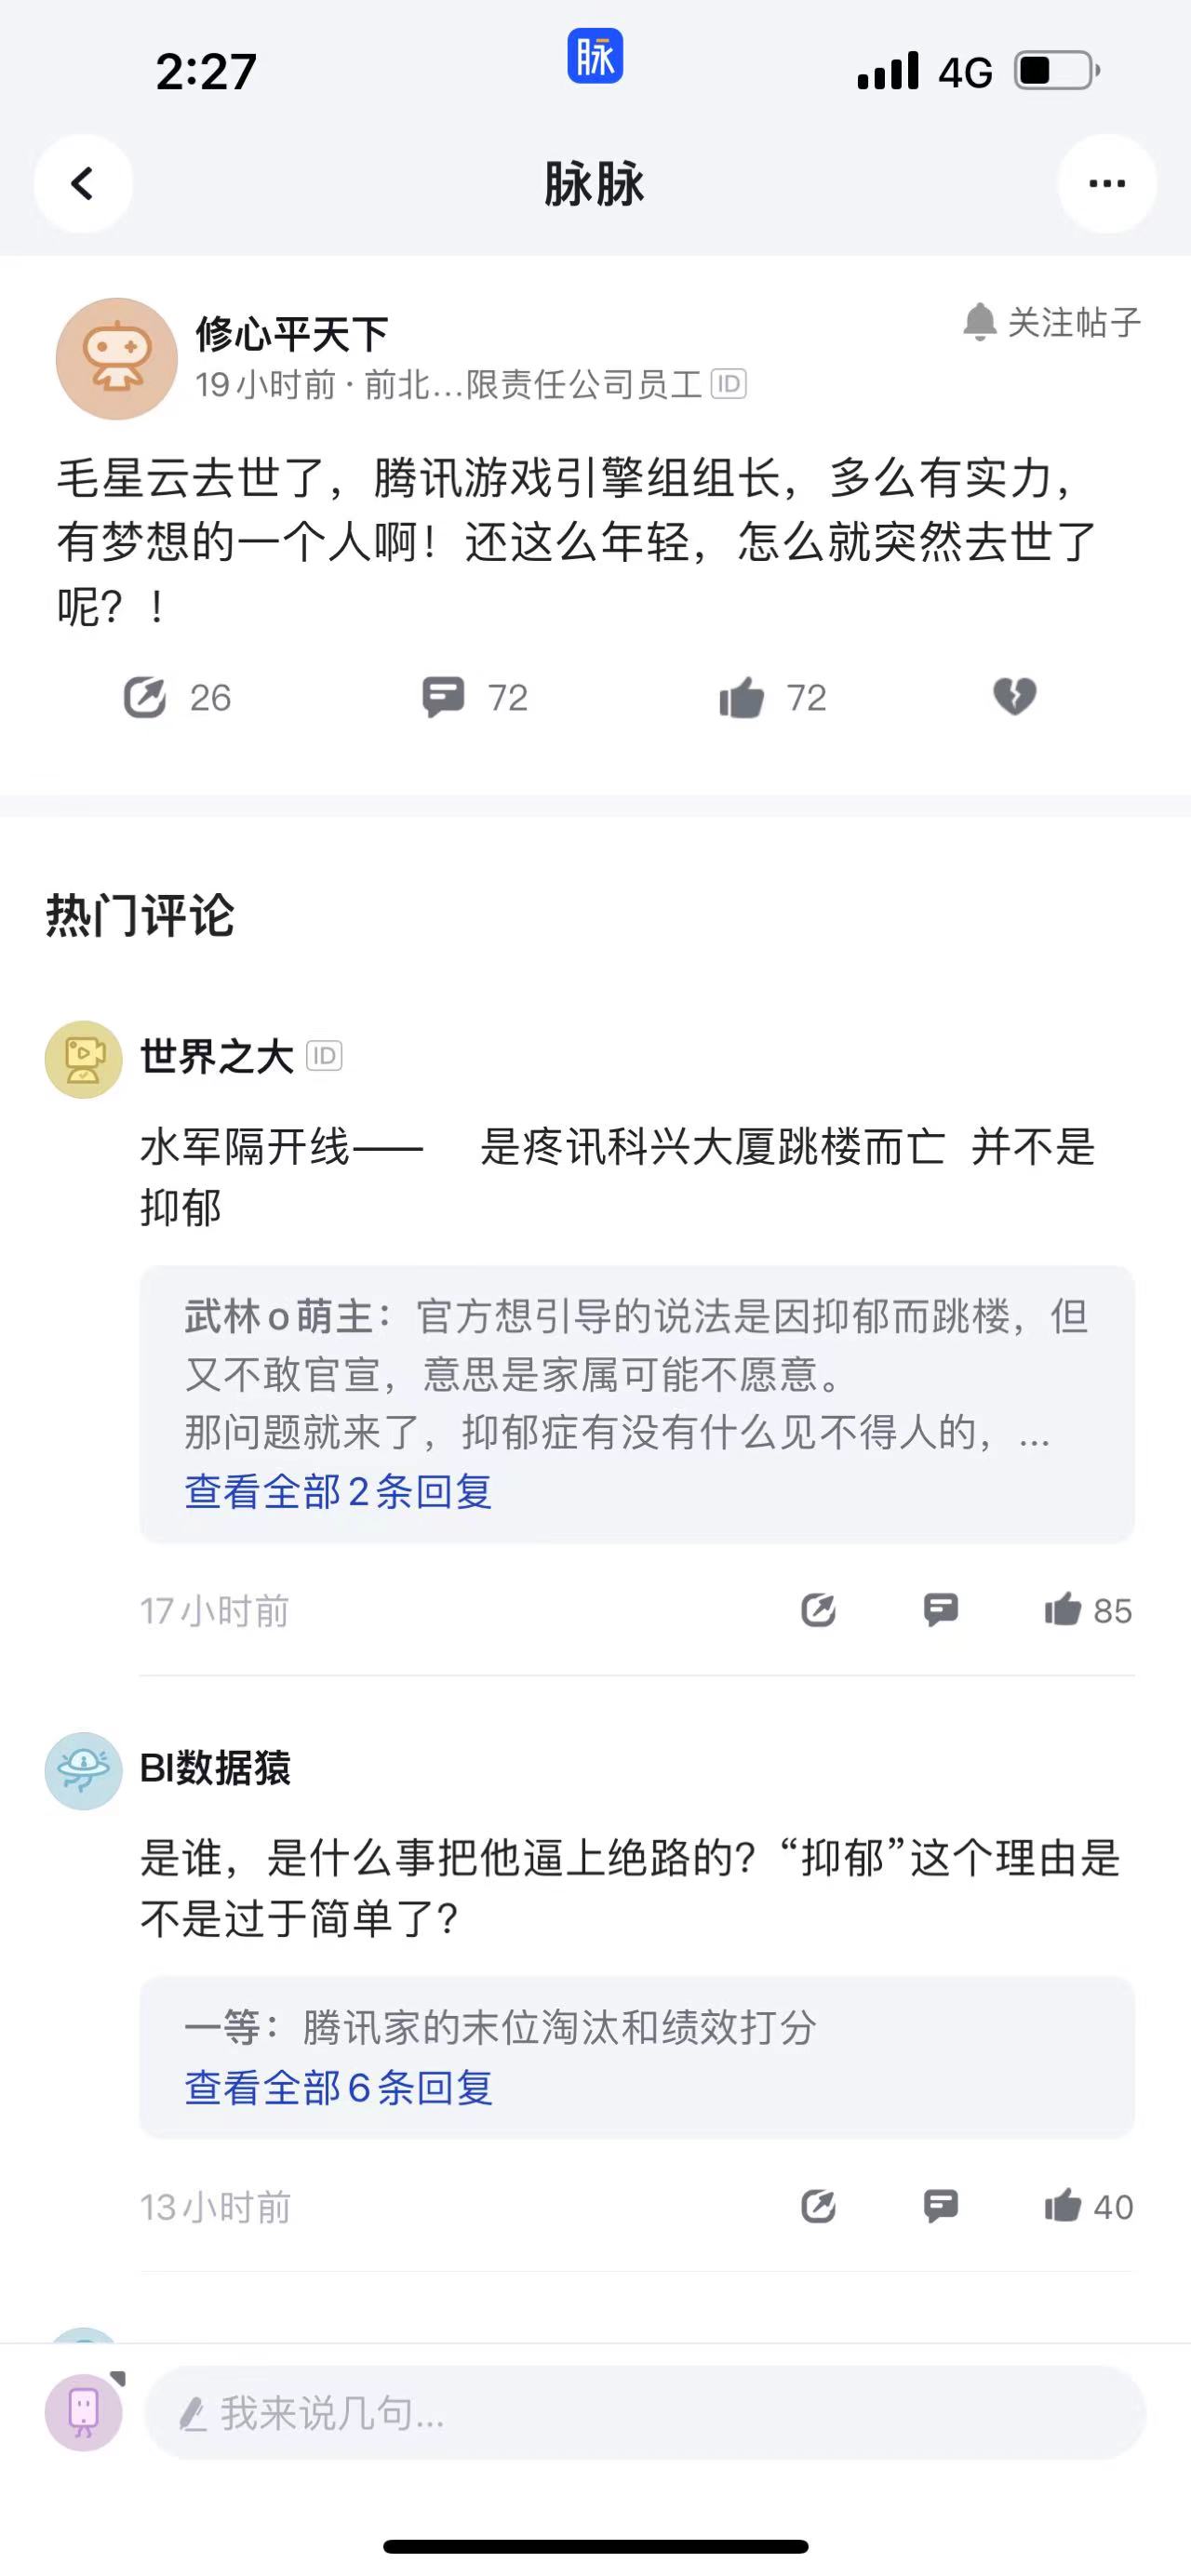 2:27
脉
4G
脉脉
修心平天下
关注帖子
19小时前·前北...限责任公司员工 ID
毛星云去世了，腾讯游戏引擎组组长，多么有实力，
有梦想的一个人啊！还这么年轻，怎么就突然去世了
呢？！
26 72 72
热门评论
世界之大 ID
水军隔开线—— 是疼讯科兴大厦跳楼而亡 并不是
抑郁
武林o萌主：官方想引导的说法是因抑郁而跳楼，但
又不敢官宣，意思是家属可能不愿意。
那问题就来了，抑郁症有没有什么见不得人的，...
查看全部2条回复
17小时前 85
BI数据猿
是谁，是什么事把他逼上绝路的？“抑郁”这个理由是
不是过于简单了？
一等：腾讯家的末位淘汰和绩效打分
查看全部6条回复
13小时前 40
我来说几句...